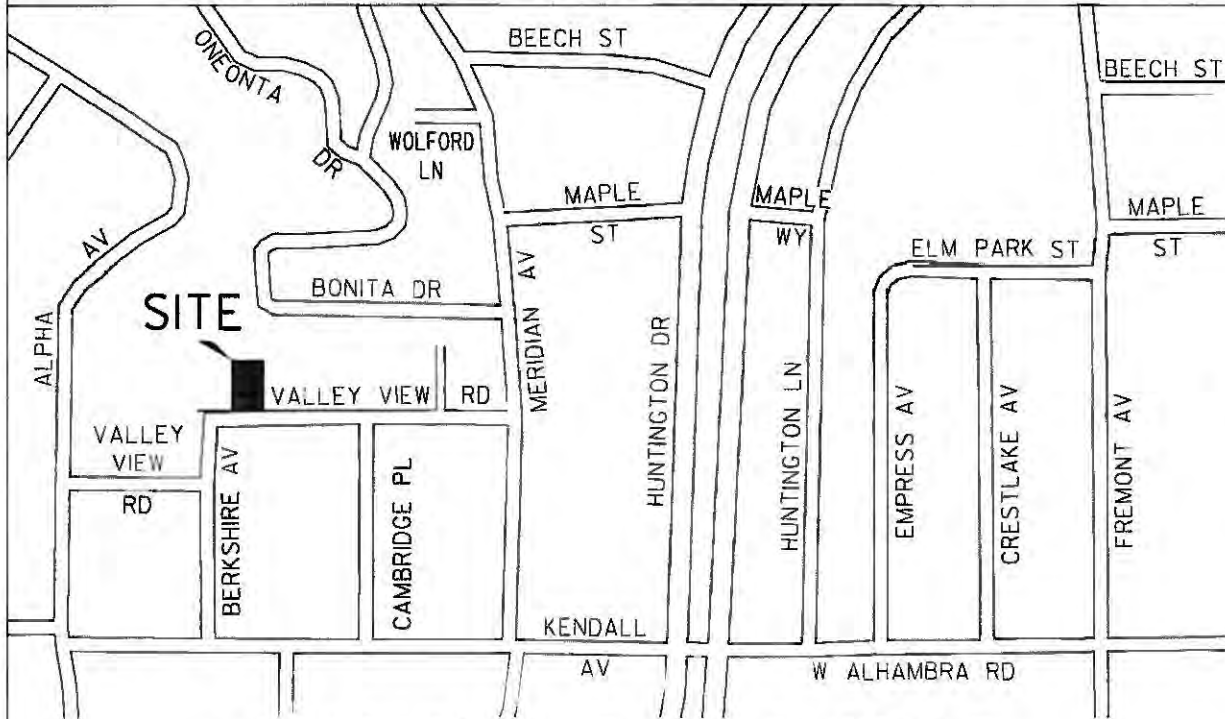 ONEONTA
DR
BEECH ST
BEECH ST
WOLFORD
LN
MAPLE
ST
MAPLE
WY
MAPLE
ST
ELM PARK ST
ALPHA AV
BONITA DR
SITE
MERIDIAN AV
HUNTINGTON DR
HUNTINGTON LN
EMPRESS AV
CRESTLAKE AV
FREMONT AV
VALLEY VIEW RD
VALLEY
VIEW
RD
BERKSHIRE AV
CAMBRIDGE PL
KENDALL
AV
W ALHAMBRA RD